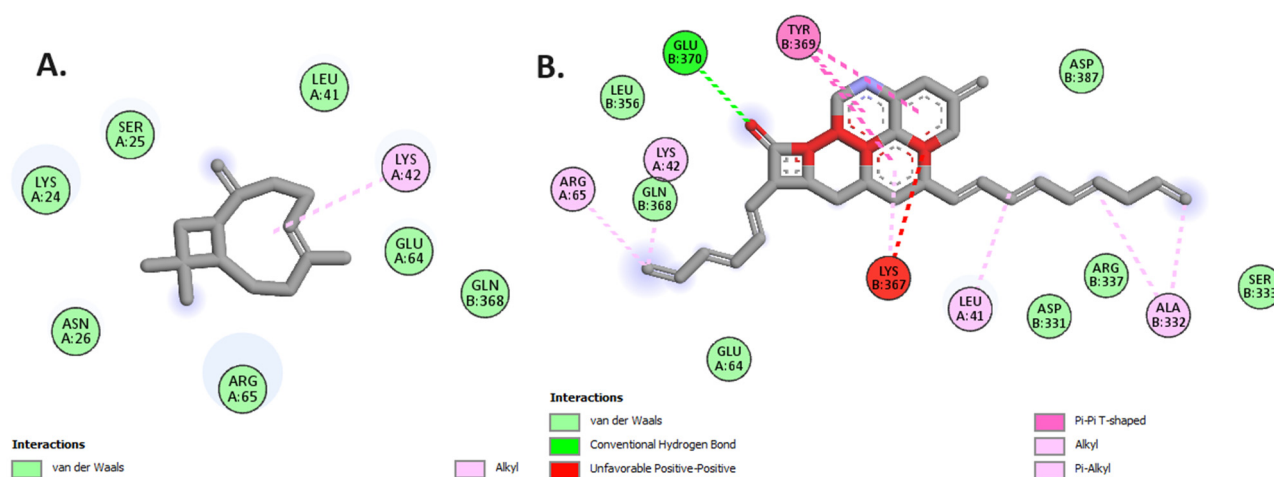 A.
LEU
A:41
SER
A:25
LYS
A:42
LYS
A:24
GLU
A:64
GLN
B:368
ASN
A:26
ARG
A:65
Interactions
van der Waals
Alkyl
B.
GLU
B:370
TYR
B:369
ASP
B:387
LEU
B:356
LYS
A:42
ARG
A:65
GLN
B:368
LYS
B:367
LEU
A:41
ARG
B:337
SER
B:333
ASP
B:331
ALA
B:332
GLU
A:64
Interactions
van der Waals
Conventional Hydrogen Bond
Unfavorable Positive-Positive
Pi-Pi T-shaped
Alkyl
Pi-Alkyl